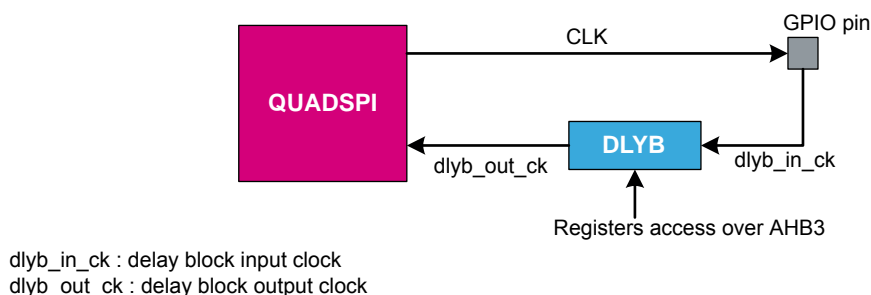 GPIO pin
CLK
QUADSPI
DLYB
dlyb_out_ck
dlyb_in_ck
Registers access over AHB3
dlyb_in_ck : delay block input clock
dlyb_out_ck : delay block output clock